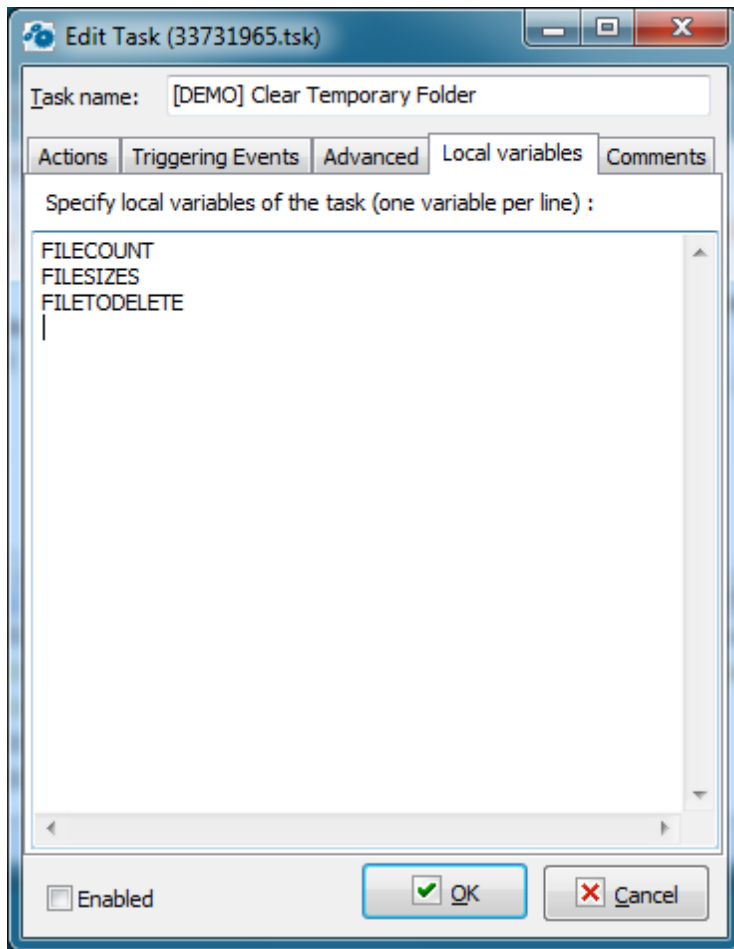 Edit Task (33731965.tsk)
Task name: [DEMO] Clear Temporary Folder
Actions Triggering Events Advanced Local variables Comments
Specify local variables of the task (one variable per line) :
FILECOUNT
FILESIZES
FILETODELETE
Enabled OK Cancel